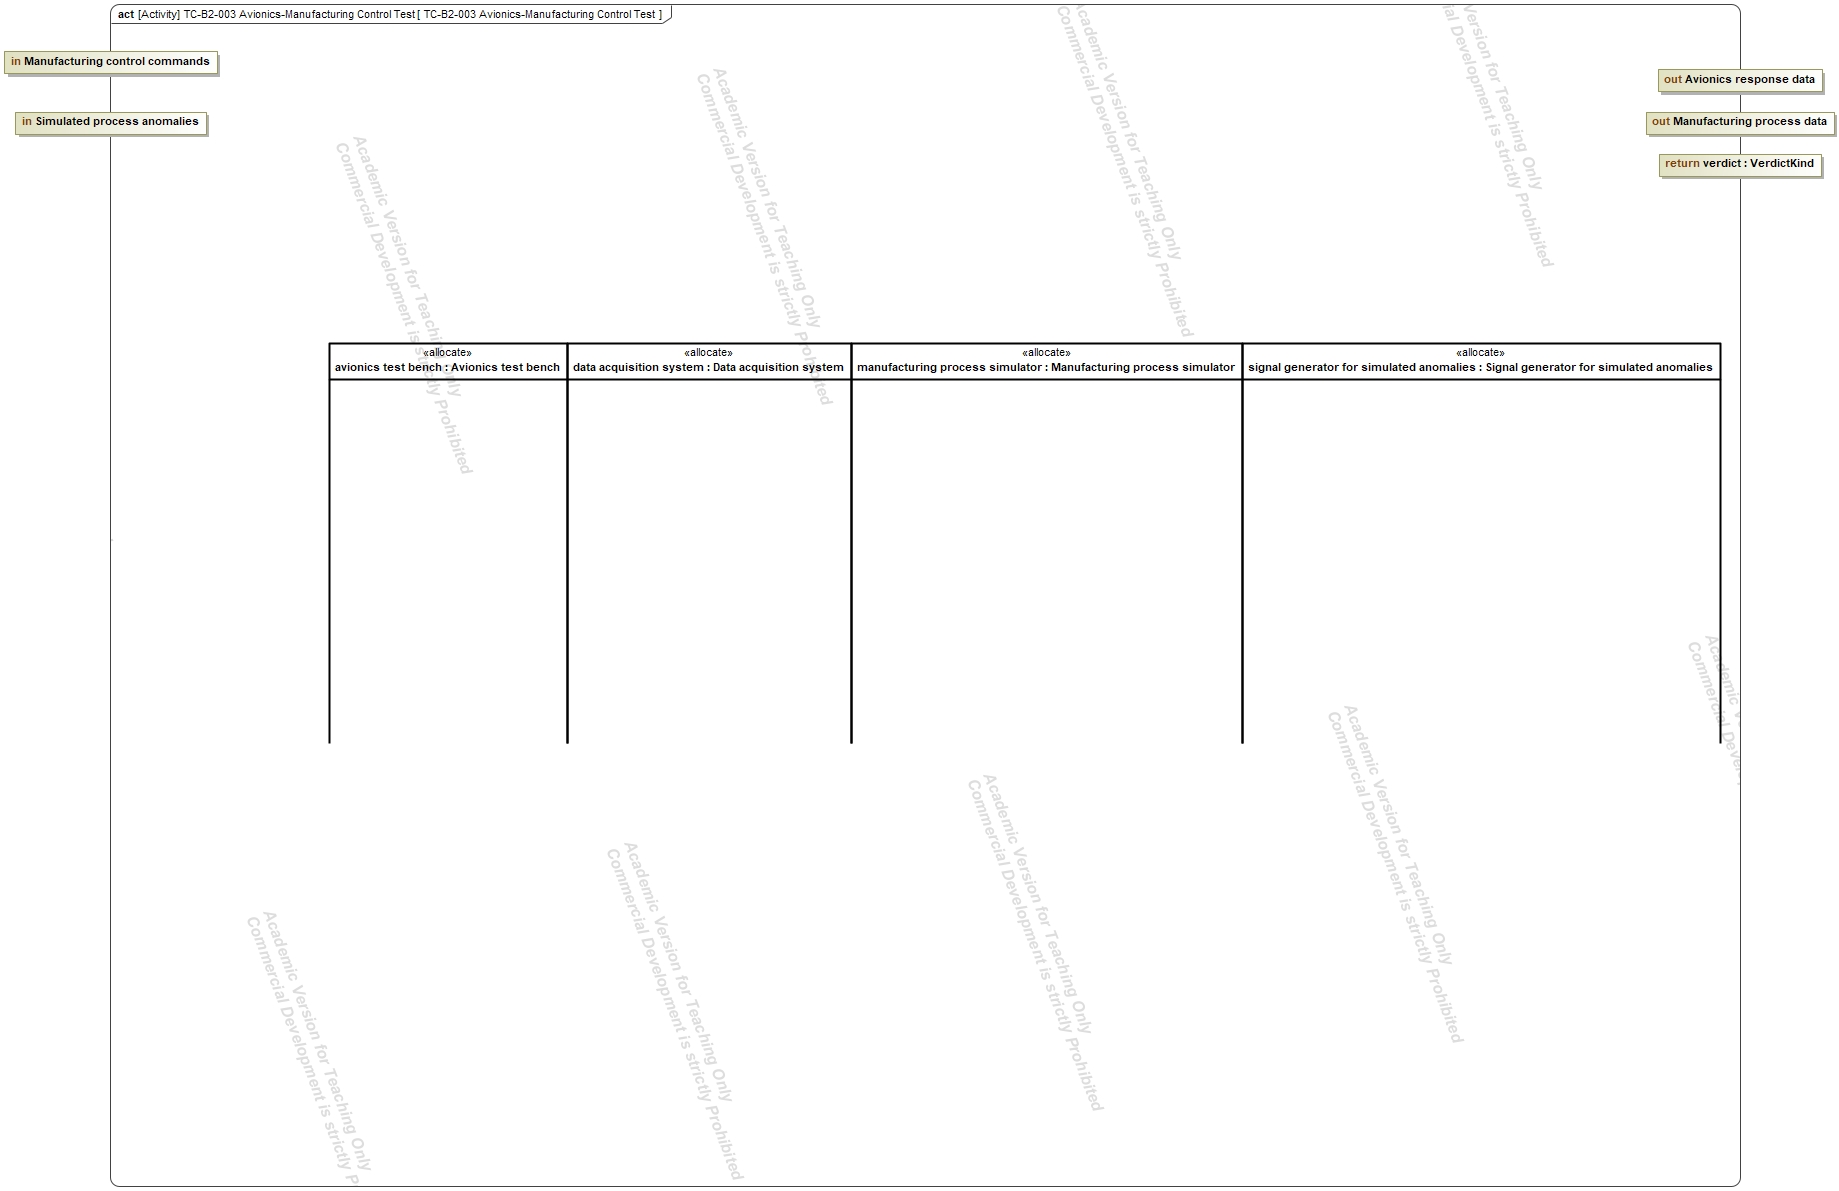 act [Activity] TC-B2-003 Avionics-Manufacturing Control Test [ TC-B2-003 Avionics-Manufacturing Control Test ]
in Manufacturing control commands
in Simulated process anomalies
out Avionics response data
out Manufacturing process data
return verdict : VerdictKind
«allocate»
avionics test bench : Avionics test bench
«allocate»
data acquisition system : Data acquisition system
«allocate»
manufacturing process simulator : Manufacturing process simulator
«allocate»
signal generator for simulated anomalies : Signal generator for simulated anomalies
Academic Version for Teaching Only
Commercial Development is strictly Prohibited
Academic Version for Teaching Only
Commercial Development is strictly Prohibited
Academic Version for Teaching Only
Commercial Development is strictly Prohibited
Version for Teaching Only
Development is strictly Prohibited
Academic
Commercial
Academic Version for Teaching Only
Commercial Development is strictly Prohibited
Academic Version for Teaching Only
Commercial Development is strictly Prohibited
Academic Version for Teaching Only
Commercial Development is strictly Prohibited
Academic Version for Teaching Only
Commercial Development is strictly